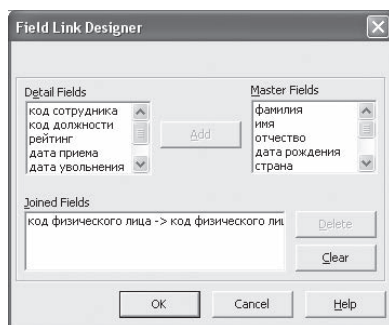 Field Link Designer
Detail Fields
Master Fields
код сотрудника
код должности
рейтинг
дата приема
дата увольнения
Add
фамилия
имя
отчество
дата рождения
страна
Joined Fields
код физического лица -> код физического лиц
Delete
Clear
OK
Cancel
Help